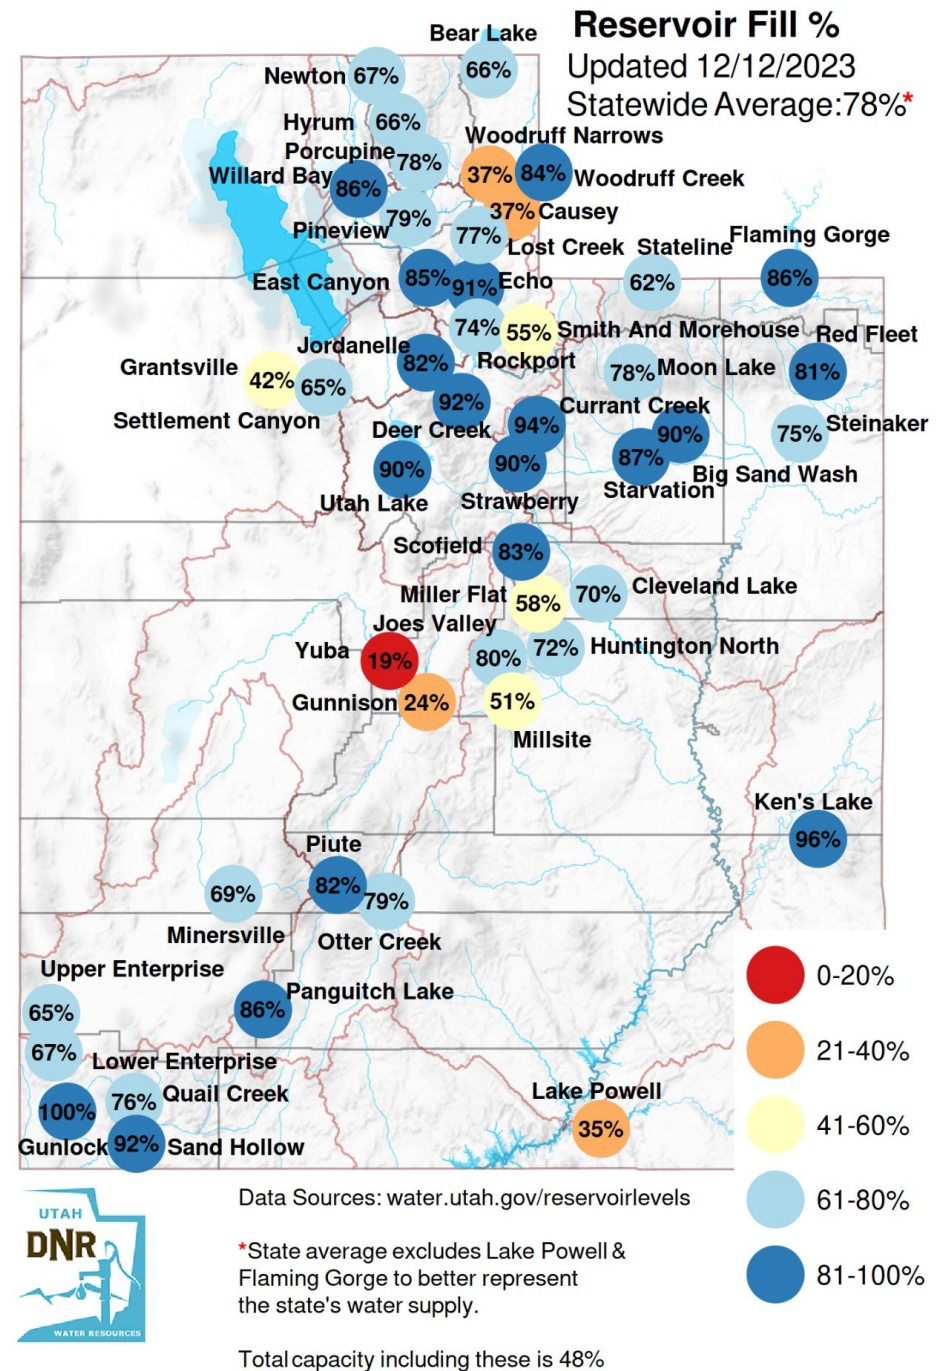 Reservoir Fill %
Updated 12/12/2023
Statewide Average:78%*
Bear Lake
66%
Newton
67%
Hyrum
66%
Porcupine
78%
Woodruff Narrows
37%
84%
Woodruff Creek
Willard Bay
86%
37%
Causey
Pineview
79%
77%
Lost Creek
Stateline
62%
Flaming Gorge
86%
East Canyon
85%
91%
Echo
74%
Rockport
55%
Smith And Morehouse
Red Fleet
81%
Jordanelle
82%
Grantsville
42%
65%
Settlement Canyon
78%
Moon Lake
92%
Deer Creek
Currant Creek
94%
90%
Big Sand Wash
75%
Steinaker
90%
Utah Lake
90%
Strawberry
87%
Starvation
Scofield
83%
Miller Flat
58%
70%
Cleveland Lake
Joes Valley
80%
72%
Huntington North
Yuba
19%
Gunnison
24%
51%
Millsite
Ken's Lake
96%
Piute
82%
69%
Minersville
79%
Otter Creek
Upper Enterprise
65%
86%
Panguitch Lake
67%
Lower Enterprise
76%
Quail Creek
100%
Gunlock
92%
Sand Hollow
Lake Powell
35%
0-20%
21-40%
41-60%
61-80%
81-100%
UTAH
DNR
WATER RESOURCES
Data Sources: water.utah.gov/reservoirlevels
*State average excludes Lake Powell &
Flaming Gorge to better represent
the state's water supply.
Total capacity including these is 48%